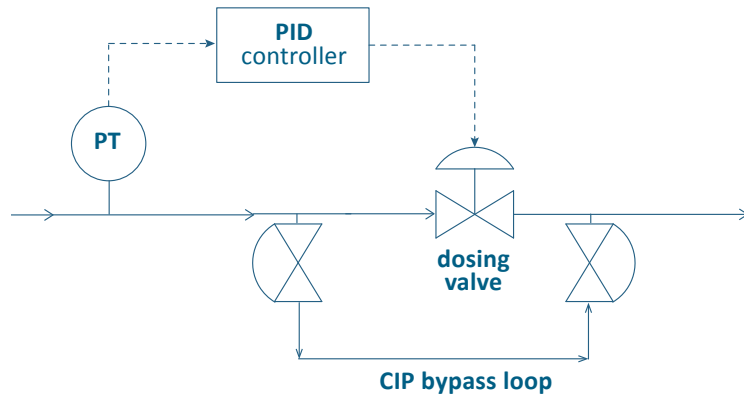 PID
controller
PT
dosing
valve
CIP bypass loop